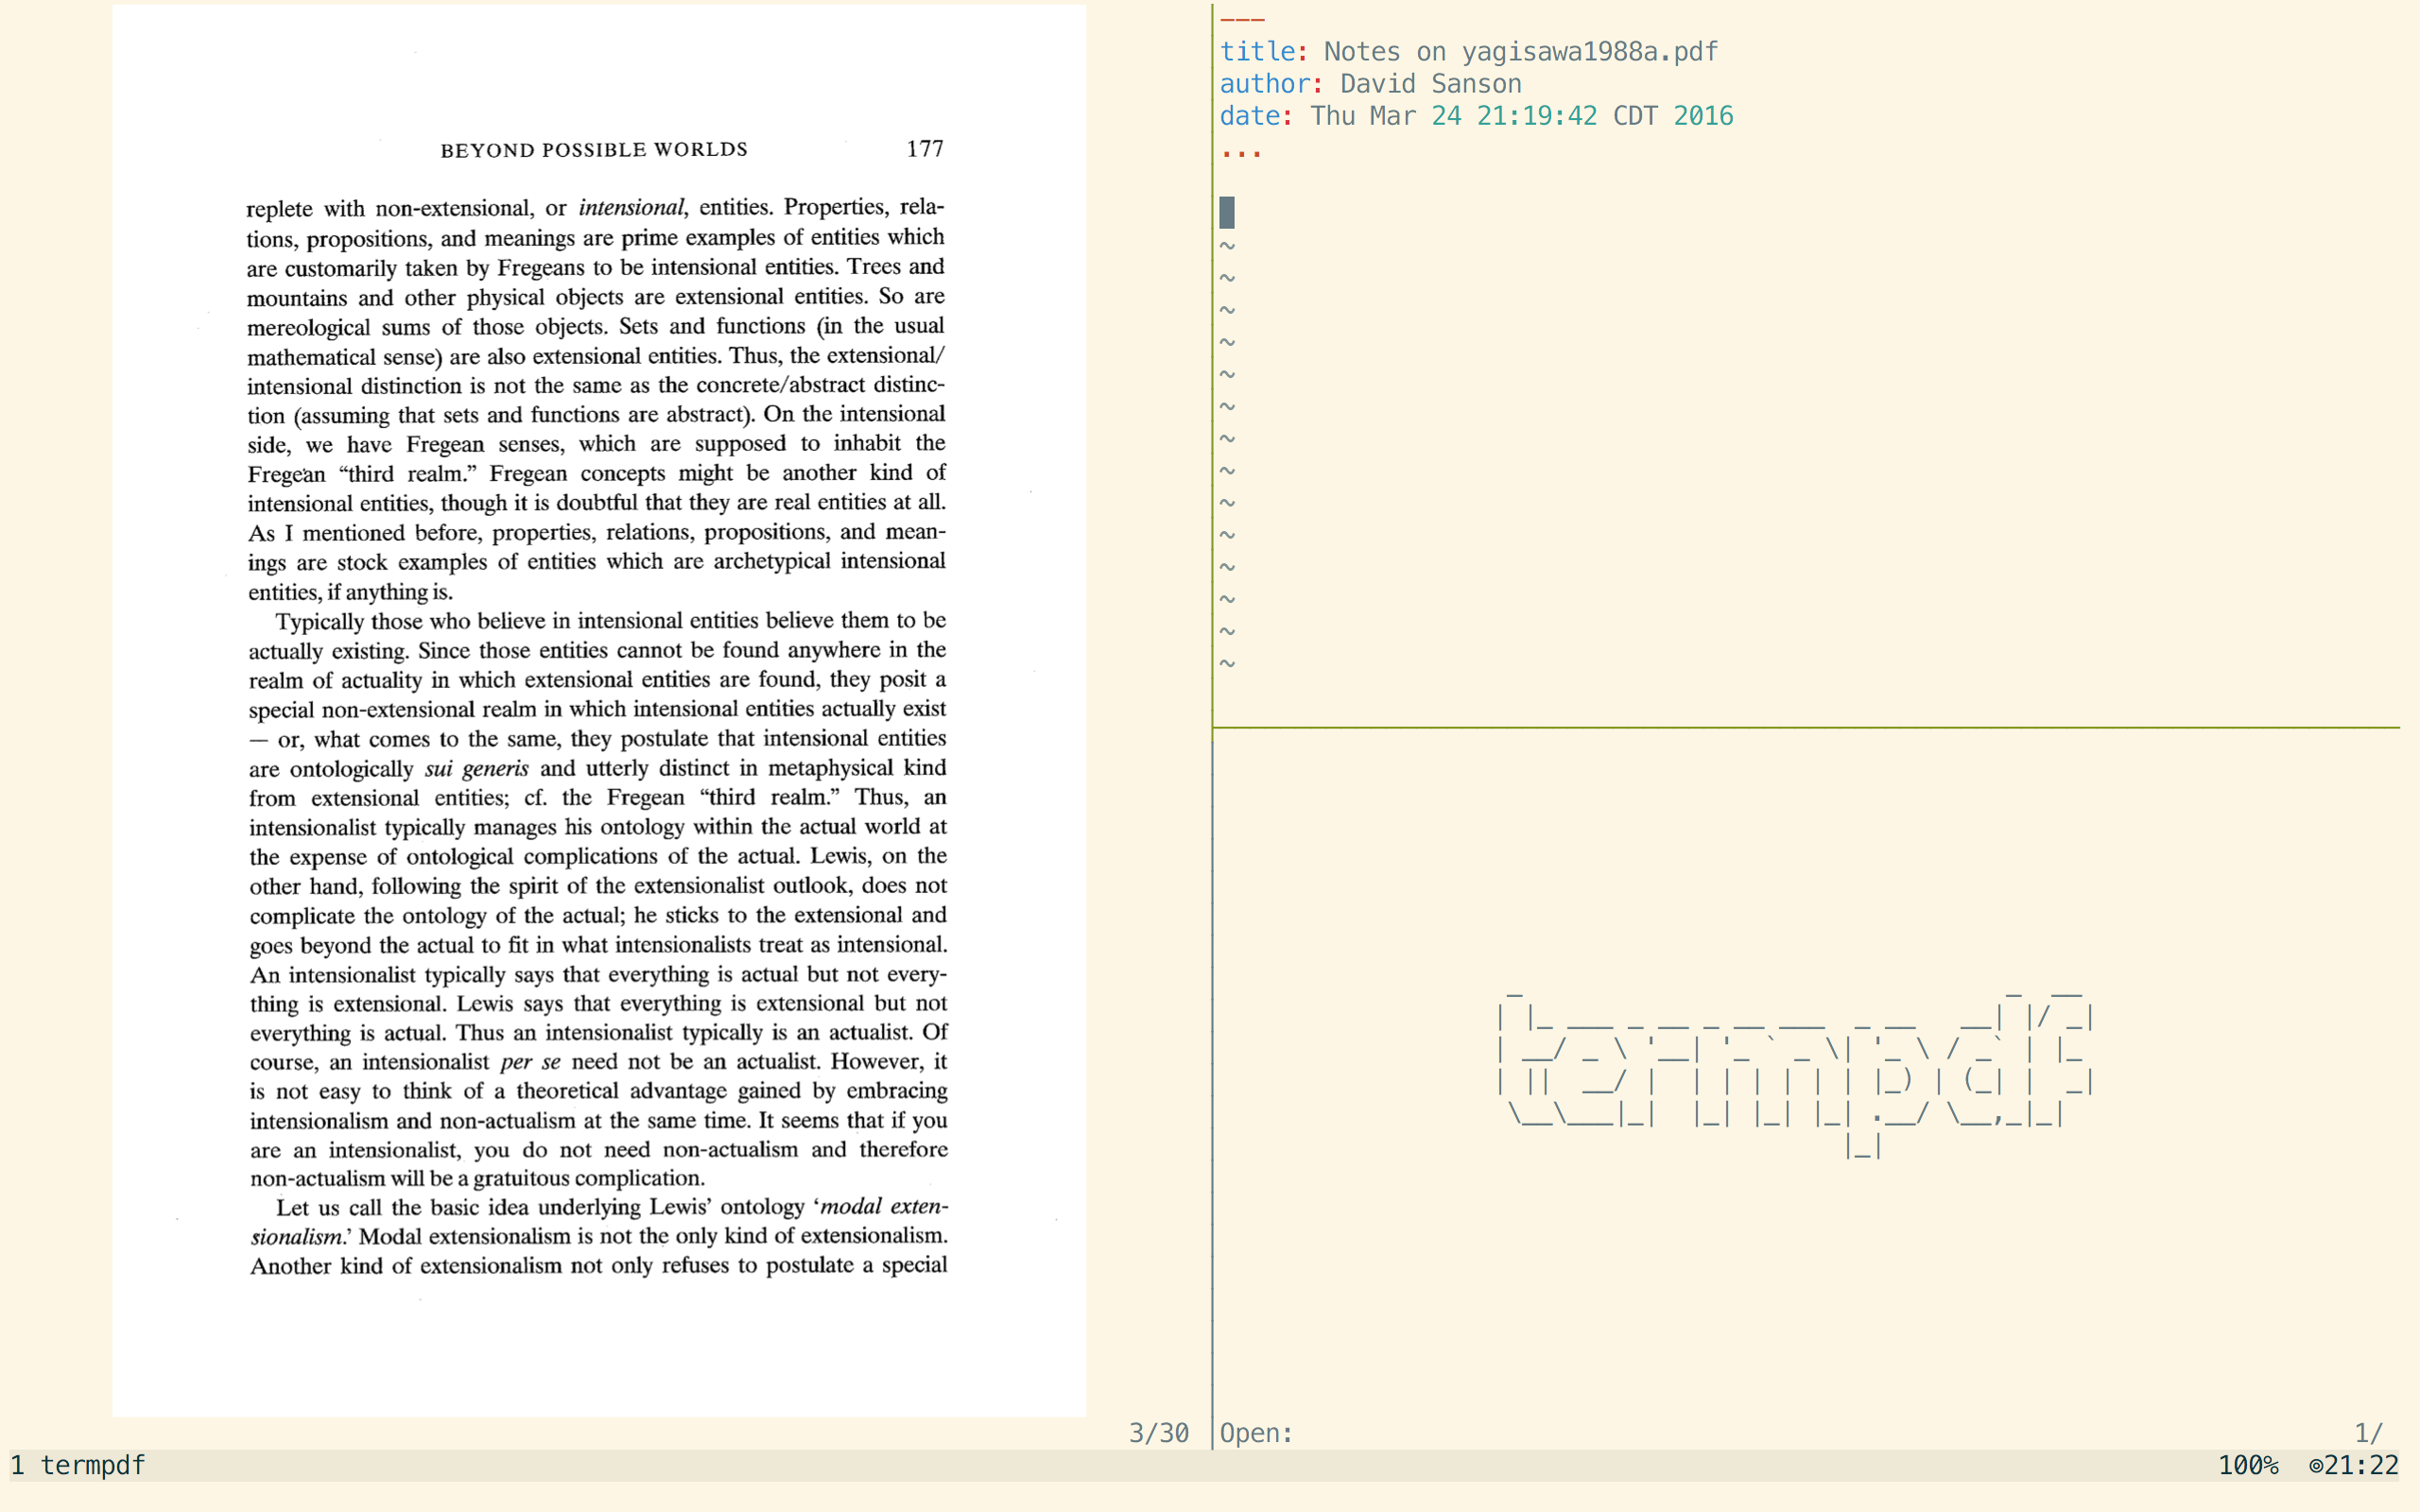 BEYOND POSSIBLE WORLDS 177
replete with non-extensional, or intensional, entities. Properties, rela-
tions, propositions, and meanings are prime examples of entities which
are customarily taken by Fregeans to be intensional entities. Trees and
mountains and other physical objects are extensional entities. So are
mereological sums of those objects. Sets and functions (in the usual
mathematical sense) are also extensional entities. Thus, the extensional/
intensional distinction is not the same as the concrete/abstract distinc-
tion (assuming that sets and functions are abstract). On the intensional
side, we have Fregean senses, which are supposed to inhabit the
Fregean “third realm.” Fregean concepts might be another kind of
intensional entities, though it is doubtful that they are real entities at all.
As I mentioned before, properties, relations, propositions, and mean-
ings are stock examples of entities which are archetypical intensional
entities, if anything is.
Typically those who believe in intensional entities believe them to be
actually existing. Since those entities cannot be found anywhere in the
realm of actuality in which extensional entities are found, they posit a
special non-extensional realm in which intensional entities actually exist
— or, what comes to the same, they postulate that intensional entities
are ontologically sui generis and utterly distinct in metaphysical kind
from extensional entities; cf. the Fregean “third realm.” Thus, an
intensionalist typically manages his ontology within the actual world at
the expense of ontological complications of the actual. Lewis, on the
other hand, following the spirit of the extensionalist outlook, does not
complicate the ontology of the actual; he sticks to the extensional and
goes beyond the actual to fit in what intensionalists treat as intensional.
An intensionalist typically says that everything is actual but not every-
thing is extensional. Lewis says that everything is extensional but not
everything is actual. Thus an intensionalist typically is an actualist. Of
course, an intensionalist per se need not be an actualist. However, it
is not easy to think of a theoretical advantage gained by embracing
intensionalism and non-actualism at the same time. It seems that if you
are an intensionalist, you do not need non-actualism and therefore
non-actualism will be a gratuitous complication.
Let us call the basic idea underlying Lewis’ ontology ‘modal exten-
sionalism.’ Modal extensionalism is not the only kind of extensionalism.
Another kind of extensionalism not only refuses to postulate a special
3/30
---
title: Notes on yagisawa1988a.pdf
author: David Sanson
date: Thu Mar 24 21:19:42 CDT 2016
...
~
~
~
~
~
~
~
~
~
~
~
~
~
~
termpdf
Open: 1/
1 termpdf 100% ⊚21:22